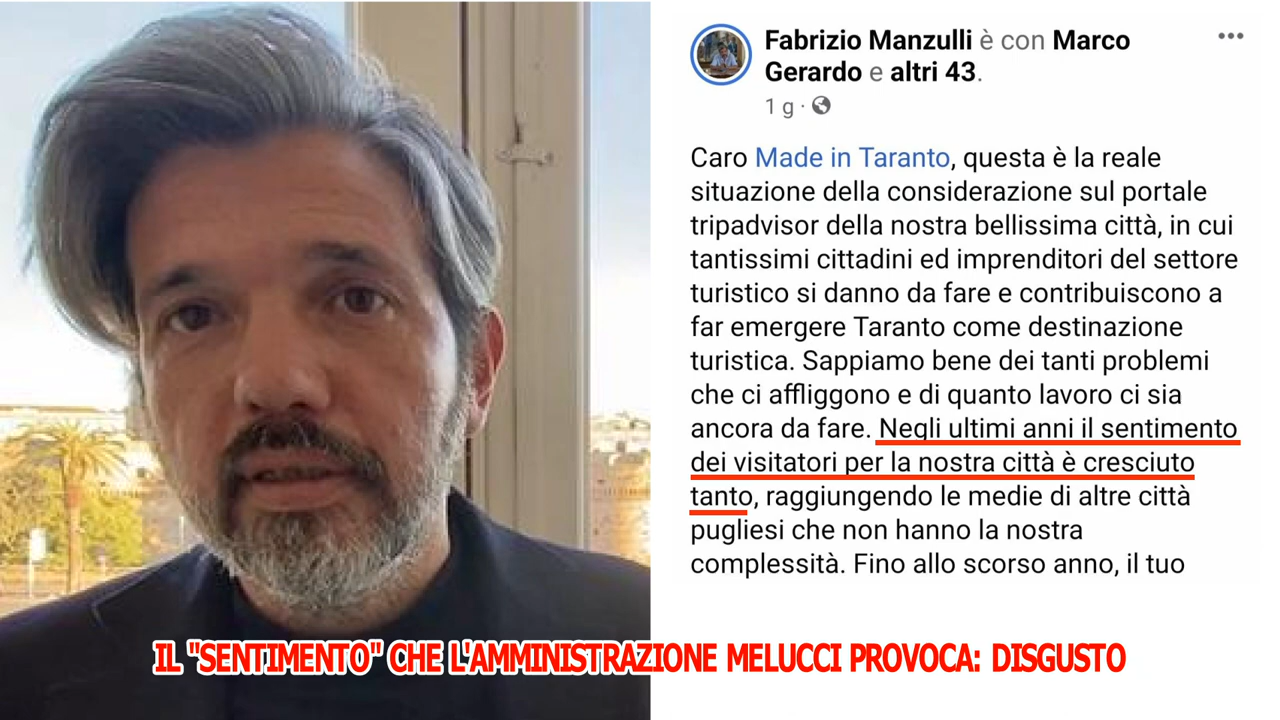 Fabrizio Manzulli è con Marco
Gerardo e altri 43.
1 g ·
Caro Made in Taranto, questa è la reale
situazione della considerazione sul portale
tripadvisor della nostra bellissima città, in cui
tantissimi cittadini ed imprenditori del settore
turistico si danno da fare e contribuiscono a
far emergere Taranto come destinazione
turistica. Sappiamo bene dei tanti problemi
che ci affliggono e di quanto lavoro ci sia
ancora da fare. Negli ultimi anni il sentimento
dei visitatori per la nostra città è cresciuto
tanto, raggiungendo le medie di altre città
pugliesi che non hanno la nostra
complessità. Fino allo scorso anno, il tuo
IL "SENTIMENTO" CHE L'AMMINISTRAZIONE MELUCCI PROVOCA: DISGUSTO